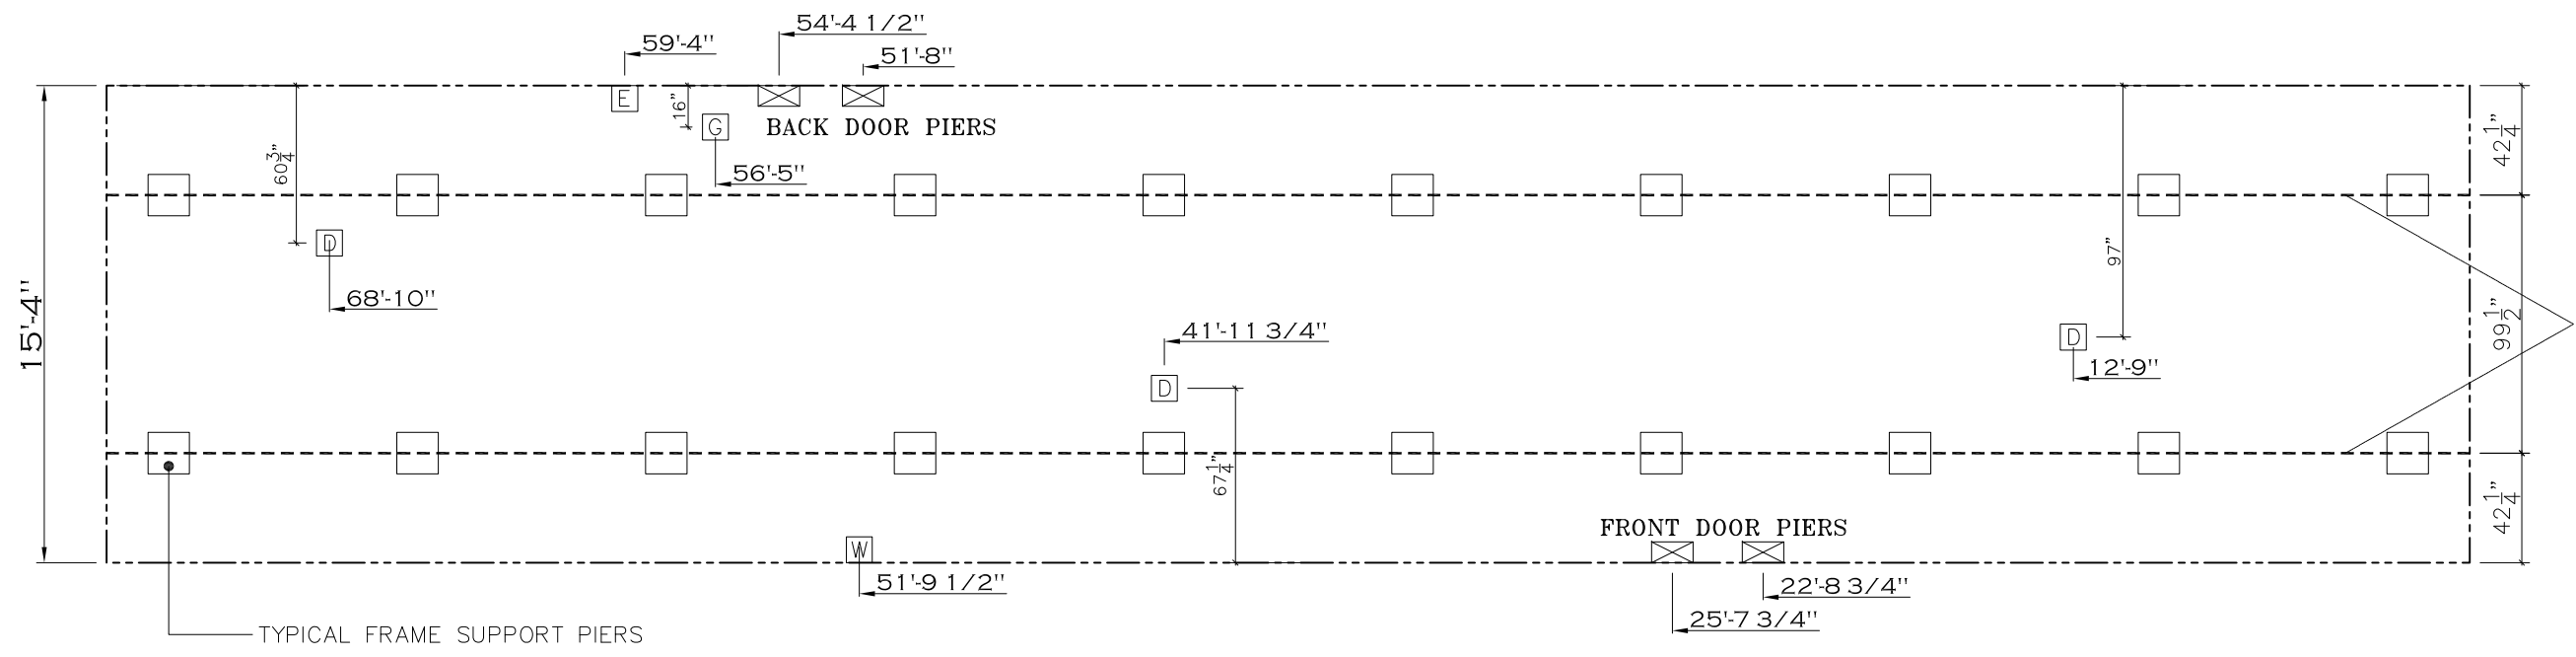 54'-4 1/2"
59'-4"
51'-8"
E
16"
G
BACK DOOR PIERS
42 1/4"
60 3/4"
56'-5"
D
97"
68'-10"
15'-4"
41'-11 3/4"
99 1/2"
D
12'-9"
D
67 1/4"
42 1/4"
FRONT DOOR PIERS
W
51'-9 1/2"
22'-8 3/4"
25'-7 3/4"
TYPICAL FRAME SUPPORT PIERS